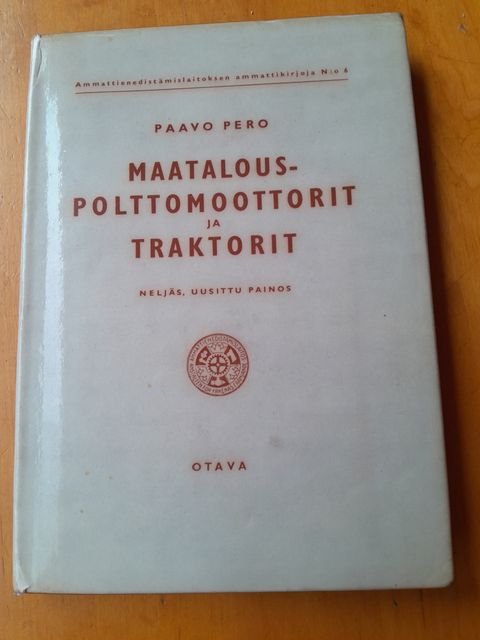 Ammattienedistämislaitoksen ammattikirjoja N:o 6
PAAVO PERO
MAATALOUS-
POLTTOMOOTTORIT
JA
TRAKTORIT
NELJÄS, UUSITTU PAINOS
OTAVA